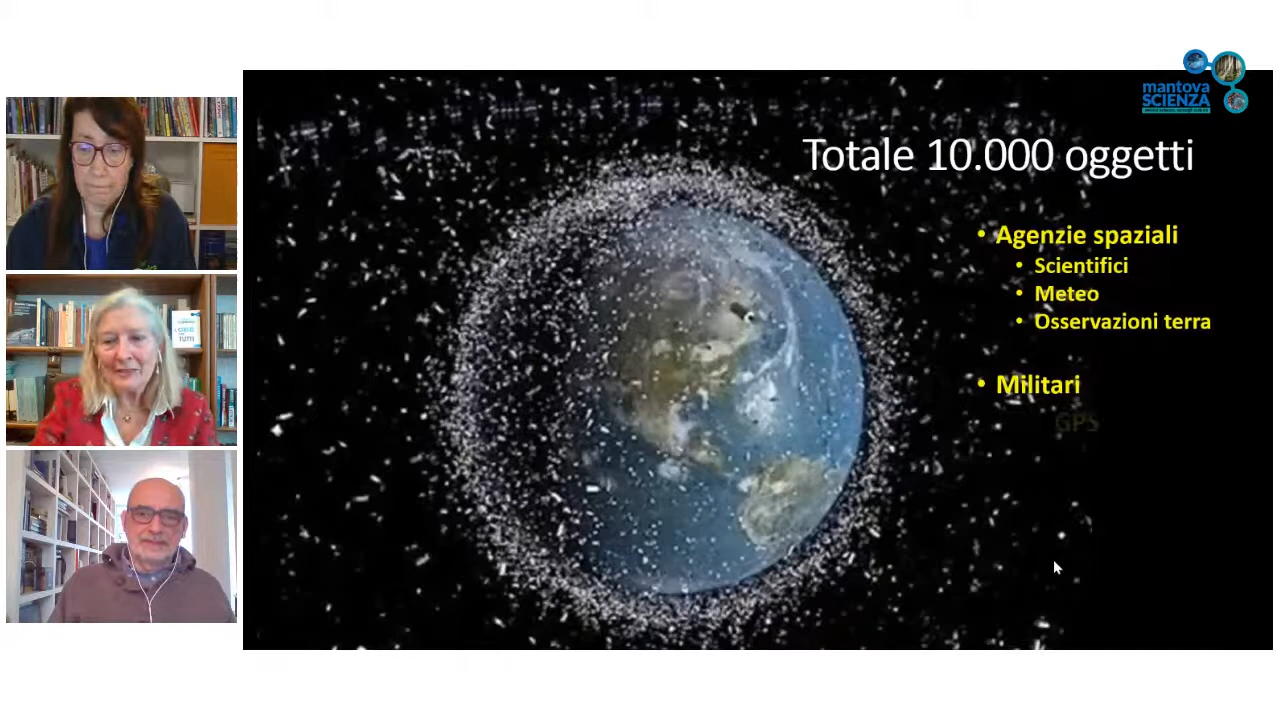 mantova
SCIENZA
Totale 10.000 oggetti
• Agenzie spaziali
• Scientifici
• Meteo
• Osservazioni terra
• Militari
GPS